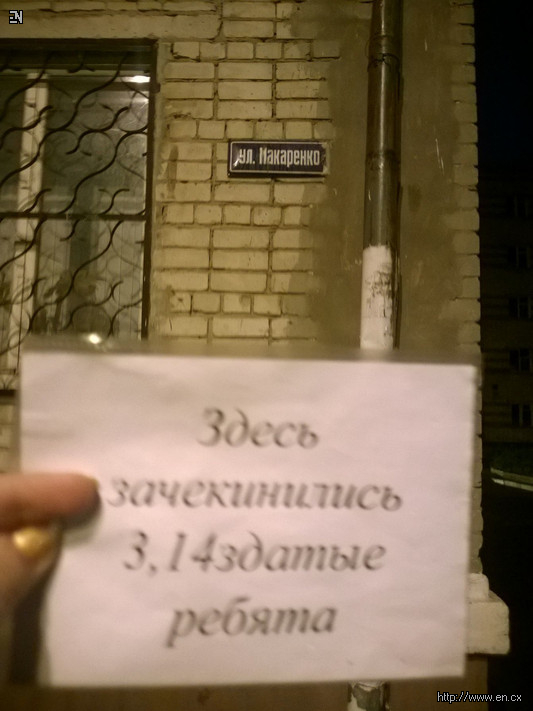 EN
ул. Макаренко
Здесь
зачекинились
3,14здатые
ребята
http://www.en.cx